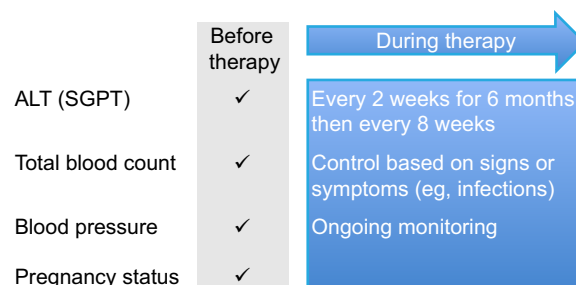 Before
therapy
During therapy
ALT (SGPT) ✓ Every 2 weeks for 6 months
then every 8 weeks
Total blood count ✓ Control based on signs or
symptoms (eg, infections)
Blood pressure ✓ Ongoing monitoring
Pregnancy status ✓